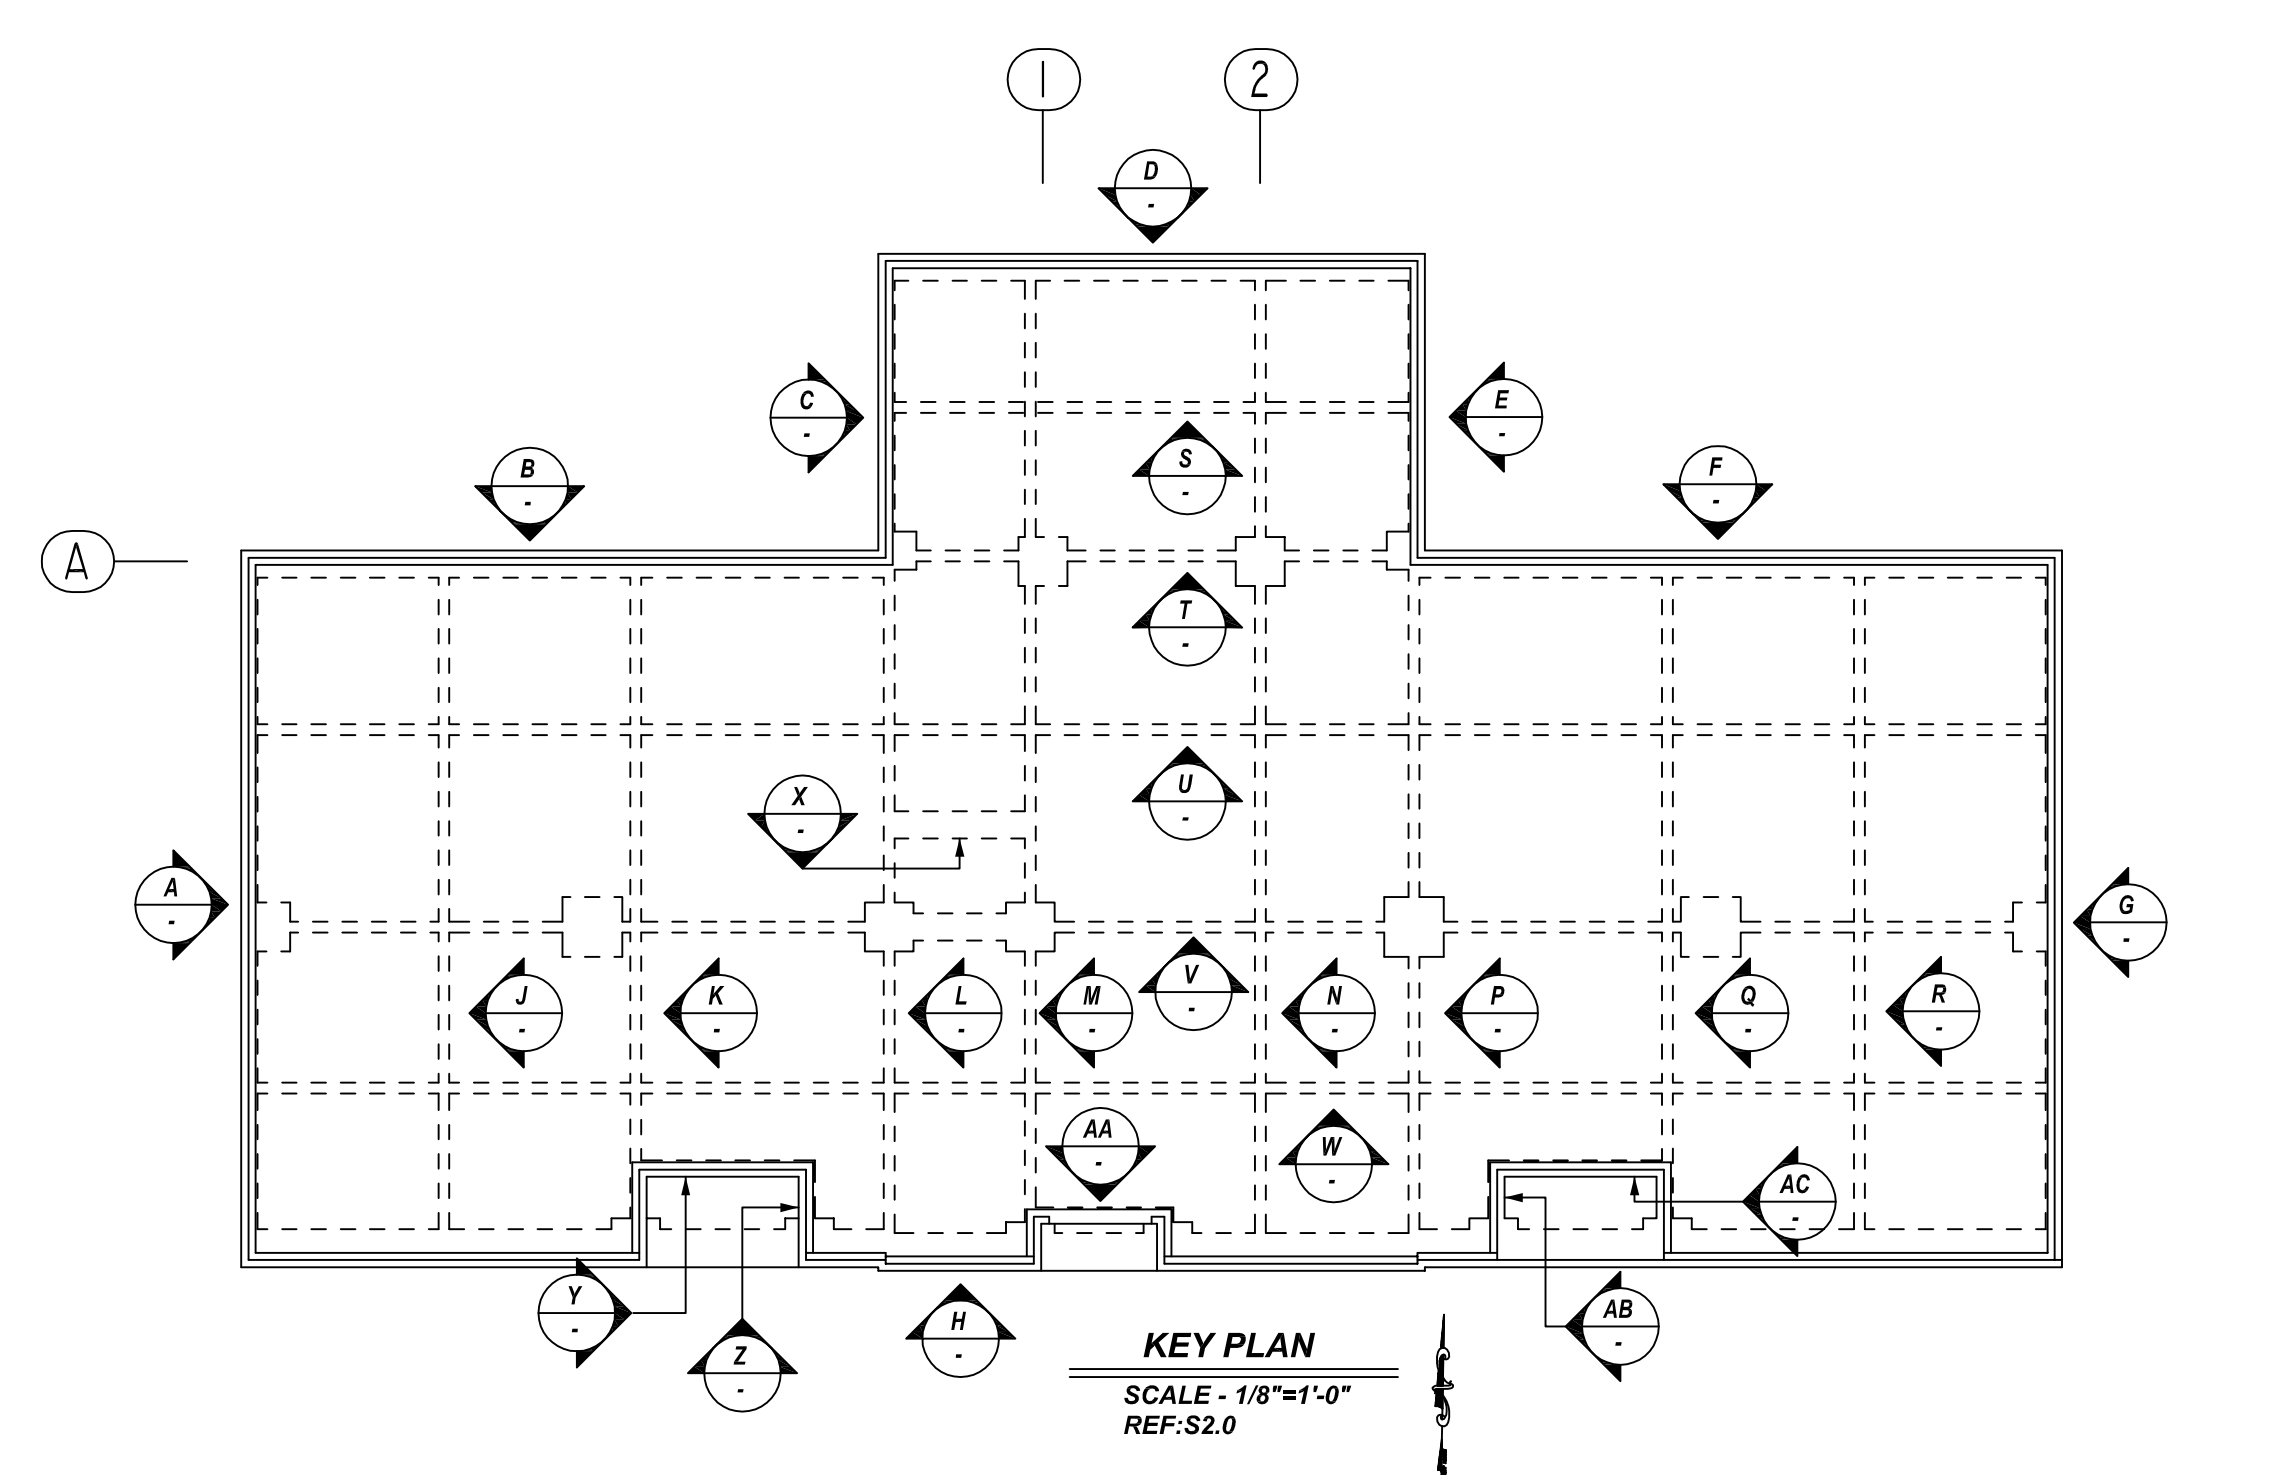 1 2
D
-
C
-
E
-
B
-
F
-
S
-
A
T
-
X
-
U
-
A
-
G
-
J
-
K
-
L
-
M
-
V
-
N
-
P
-
Q
-
R
-
AA
-
W
-
AC
-
Y
-
Z
-
H
-
AB
-
KEY PLAN
SCALE - 1/8"=1'-0"
REF:S2.0